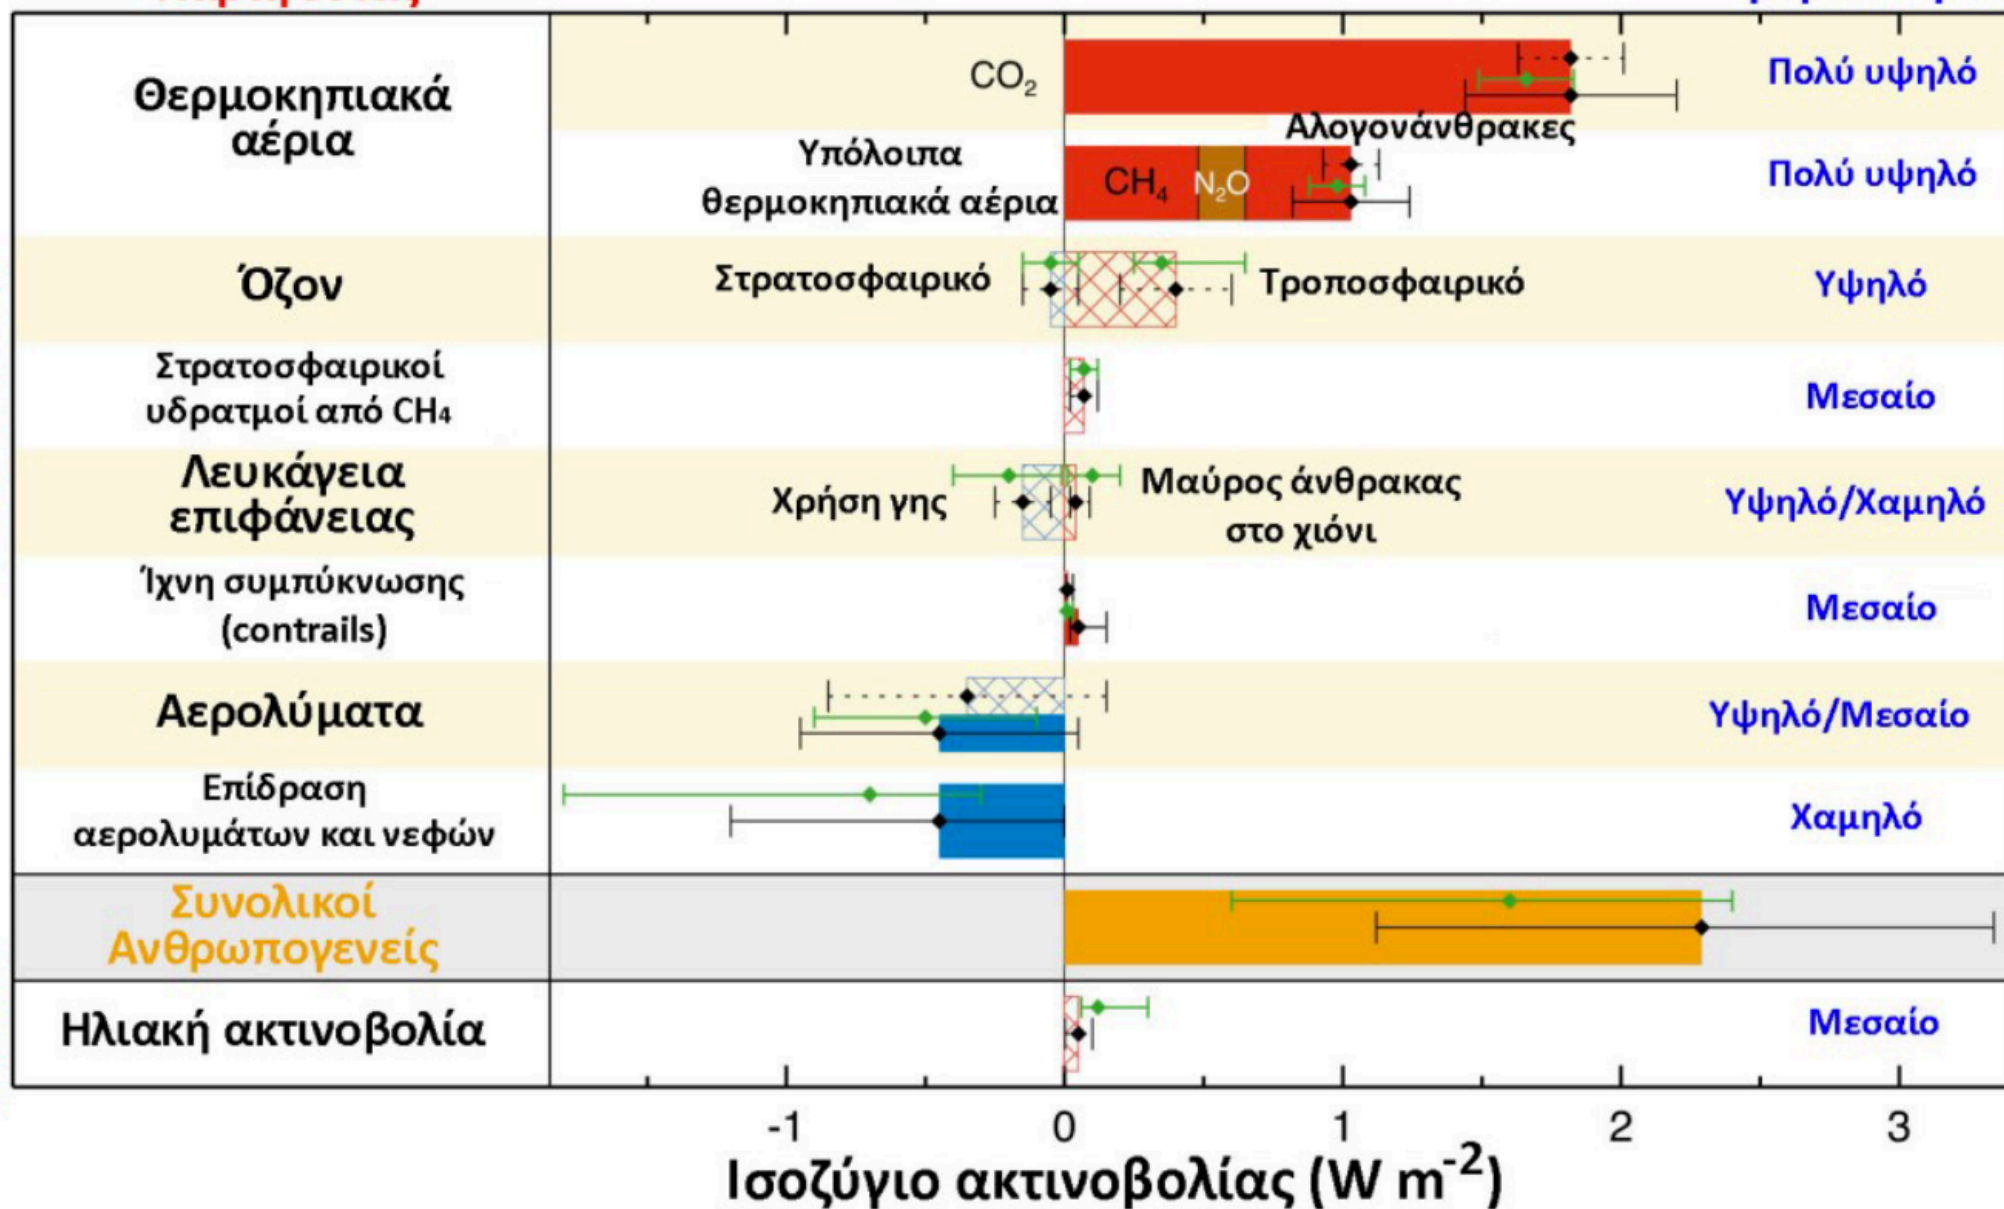 Θερμοκηπιακά
αέρια
CO2
Πολύ υψηλό
Αλογονάνθρακες
Υπόλοιπα
θερμοκηπιακά αέρια
CH4
N2O
Πολύ υψηλό
Όζον
Στρατοσφαιρικό
Τροποσφαιρικό
Υψηλό
Στρατοσφαιρικοί
υδρατμοί από CH4
Μεσαίο
Λευκάγεια
επιφάνειας
Χρήση γης
Μαύρος άνθρακας
στο χιόνι
Υψηλό/Χαμηλό
Ίχνη συμπύκνωσης
(contrails)
Μεσαίο
Αερολύματα
Υψηλό/Μεσαίο
Επίδραση
αερολυμάτων και νεφών
Χαμηλό
Συνολικοί
Ανθρωπογενείς
Ηλιακή ακτινοβολία
Μεσαίο
-1 0 1 2 3
Ισοζύγιο ακτινοβολίας (W m-2)